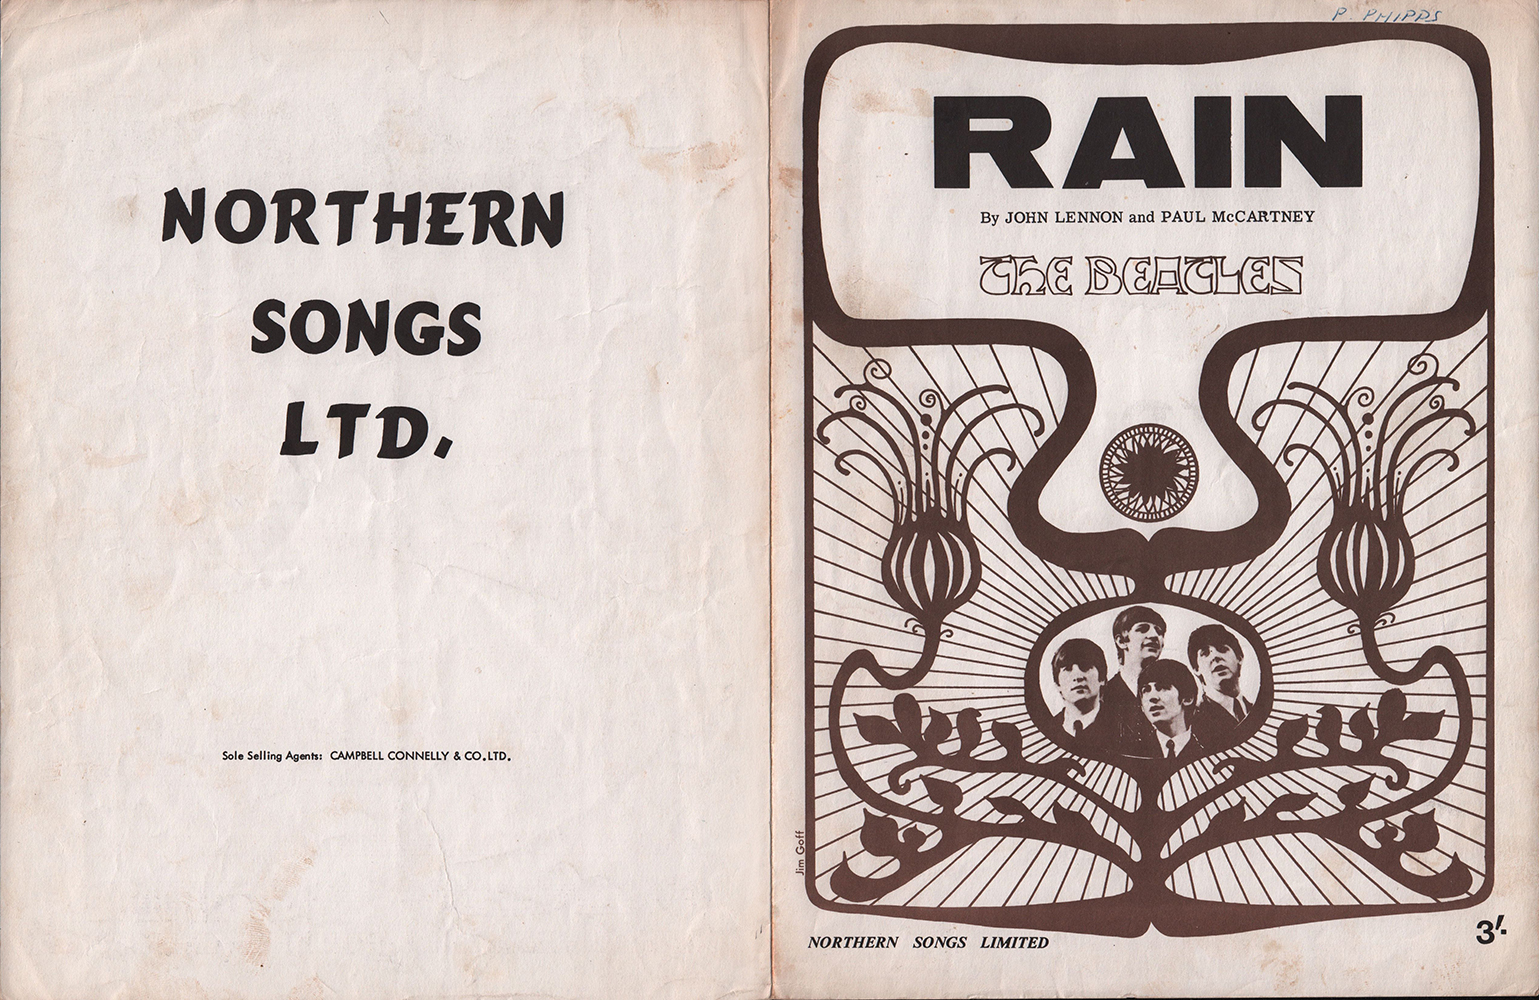 NORTHERN
SONGS
LTD.
Sole Selling Agents: CAMPBELL CONNELLY & CO.LTD.
P. PHIPPS
RAIN
By JOHN LENNON and PAUL McCARTNEY
THE BEATLES
Jim Goff
NORTHERN SONGS LIMITED
3/-